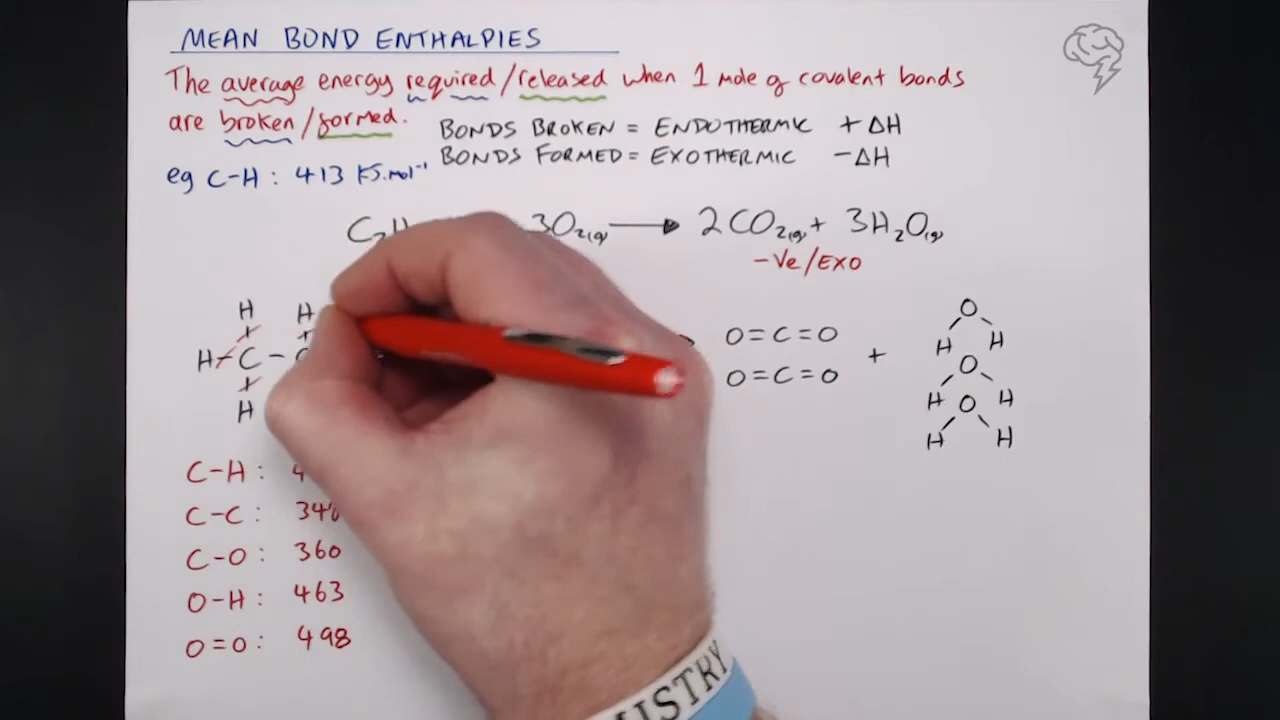 MEAN BOND ENTHALPIES
The average energy required/released when 1 mole of covalent bonds
are broken/formed.
BONDS BROKEN = ENDOTHERMIC + ΔH
BONDS FORMED = EXOTHERMIC - ΔH
eg C-H : 413 KJ.mol⁻¹
3O₂(g) → 2CO₂(g) + 3H₂O(g)
-Ve/EXO
H H
H-C-
H
O=C=O
O=C=O
+
O
H H
O
H H
O
H H
C-H :
C-C :
C-O : 360
O-H : 463
O=O : 498
ISTRY